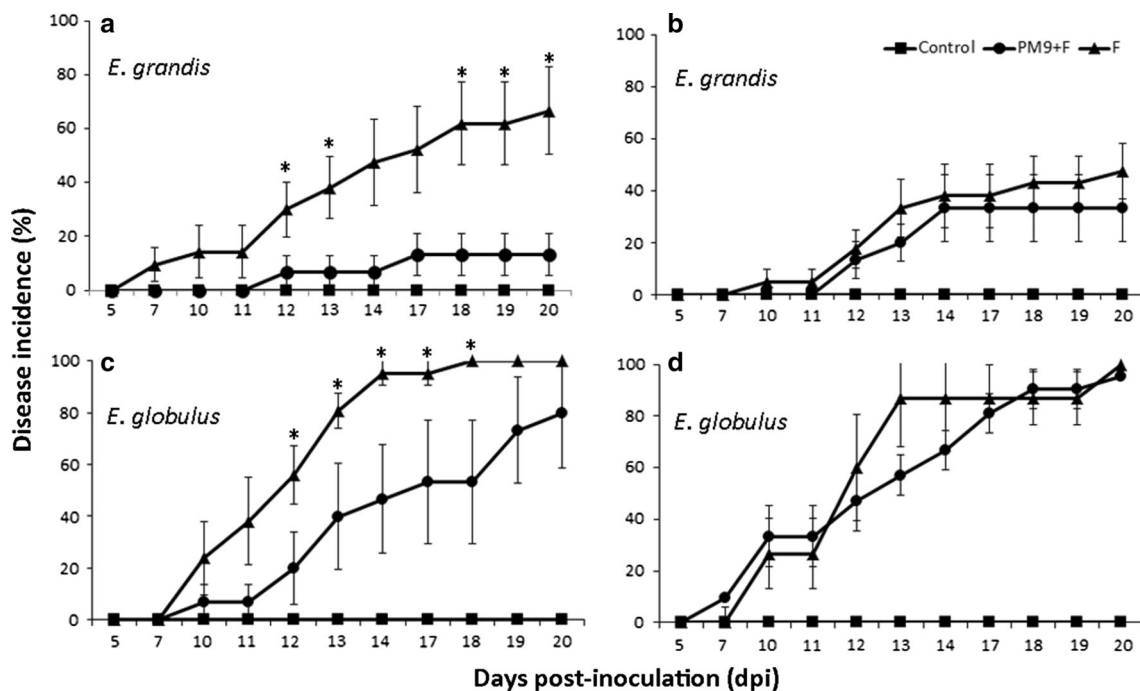 a
b
100
80
60
40
20
0
E. grandis
* * * * *
5 7 10 11 12 13 14 17 18 19 20
100
80
60
40
20
0
Control PM9+F F
E. grandis
5 7 10 11 12 13 14 17 18 19 20
Disease incidence (%)
c
100
80
60
40
20
0
E. globulus
* * * * *
5 7 10 11 12 13 14 17 18 19 20
d
100
80
60
40
20
0
E. globulus
5 7 10 11 12 13 14 17 18 19 20
Days post-inoculation (dpi)